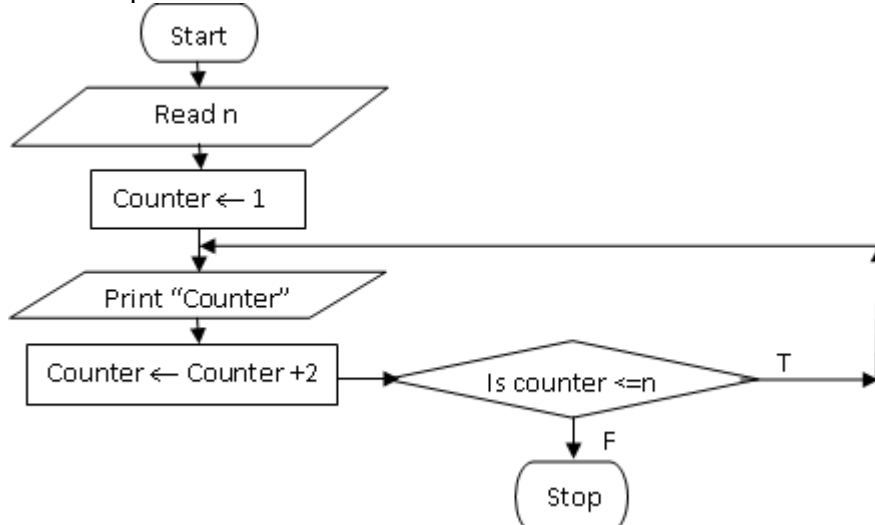 Start
Read n
Counter ← 1
Print “Counter”
Counter ← Counter +2
Is counter <=n
T
F
Stop